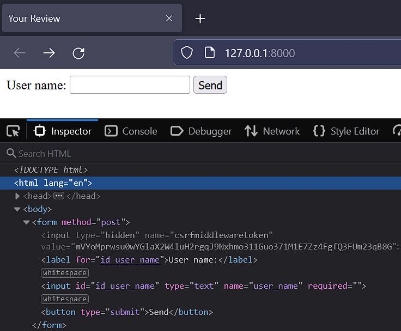 Your Review
127.0.0.1:8000
User name:
Send
Inspector
Console
Debugger
Network
Style Editor
Search HTML
<!DOCTYPE html>
<html lang="en">
<head> </head>
<body>
<form method="post">
<input type="hidden" name="csrfmiddlewaretoken"
<label for="id_user_name">User name:</label>
whitespace
<input id="id_user_name" type="text" name="user_name" required="">
whitespace
<button type="submit">Send</button>
</form>